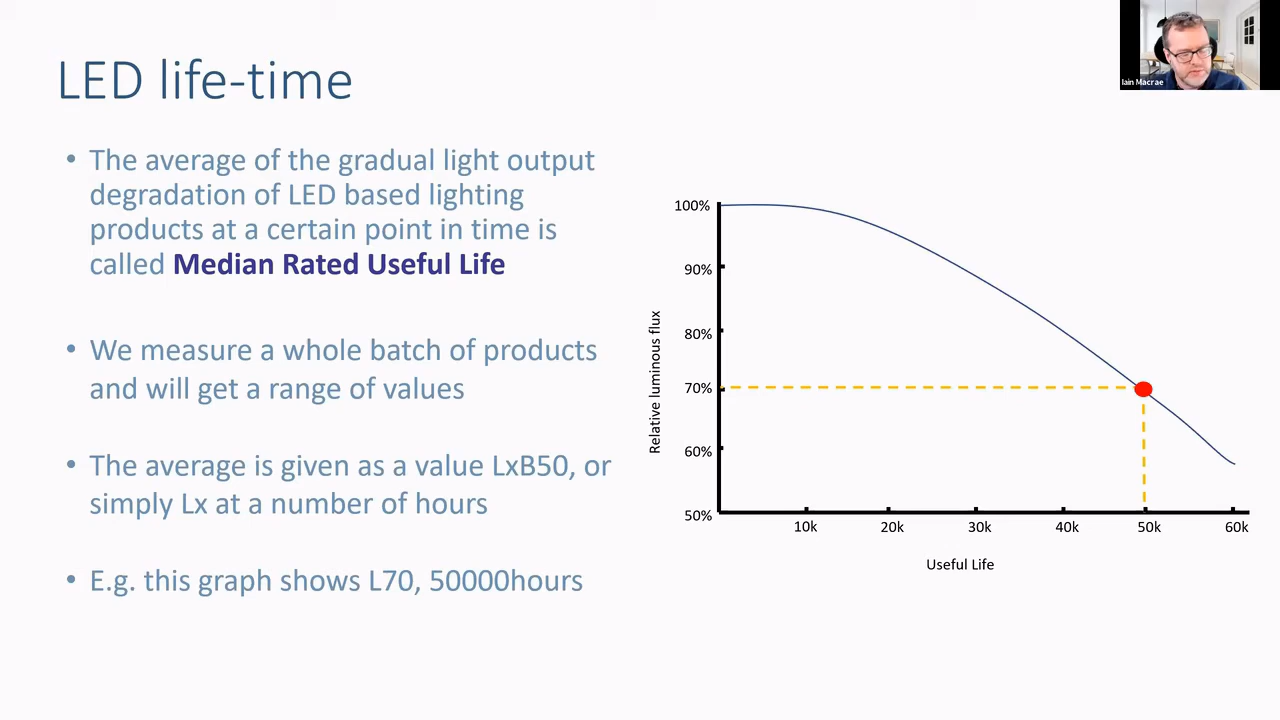 LED life-time
Iain Macrae
• The average of the gradual light output
degradation of LED based lighting
products at a certain point in time is
called Median Rated Useful Life
• We measure a whole batch of products
and will get a range of values
• The average is given as a value LxB50, or
simply Lx at a number of hours
• E.g. this graph shows L70, 50000hours
Relative luminous flux
100%
90%
80%
70%
60%
50%
10k 20k 30k 40k 50k 60k
Useful Life